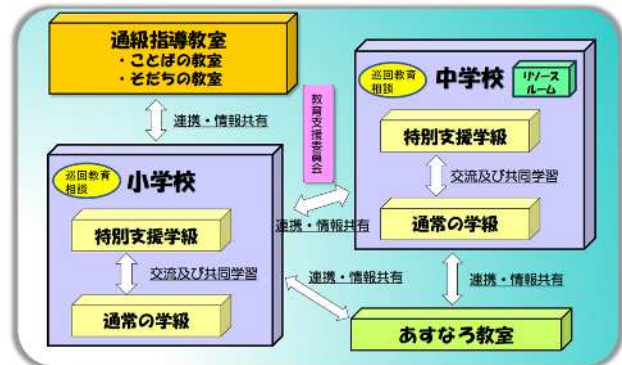 通級指導教室
・ことばの教室
・そだちの教室
連携・情報共有
教育支援委員会
巡回教育
相談
中学校
リソース
ルーム
特別支援学級
交流及び共同学習
通常の学級
巡回教育
相談
小学校
特別支援学級
交流及び共同学習
通常の学級
連携・情報共有
連携・情報共有
連携・情報共有
あすなろ教室